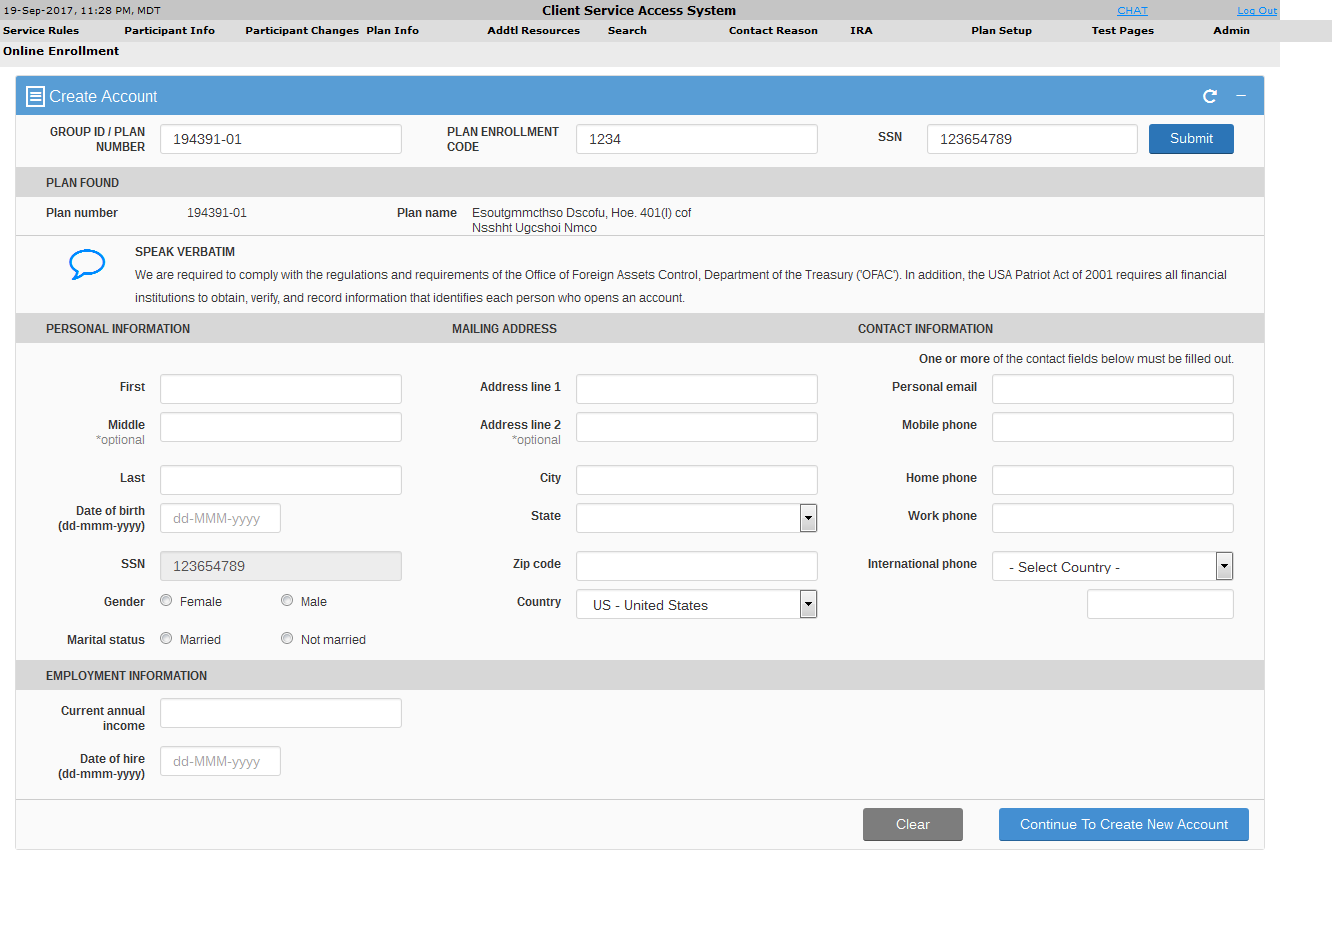 19-Sep-2017, 11:28 PM, MDT Client Service Access System CHAT Log Out
Service Rules Participant Info Participant Changes Plan Info Addtl Resources Search Contact Reason IRA Plan Setup Test Pages Admin
Online Enrollment
Create Account
GROUP ID / PLAN NUMBER 194391-01 PLAN ENROLLMENT CODE 1234 SSN 123654789 Submit
PLAN FOUND
Plan number 194391-01 Plan name Esoutgmmcthso Dscofu, Hoe. 401(l) cof
Nsshht Ugcshoi Nmco
SPEAK VERBATIM
We are required to comply with the regulations and requirements of the Office of Foreign Assets Control, Department of the Treasury ('OFAC'). In addition, the USA Patriot Act of 2001 requires all financial
institutions to obtain, verify, and record information that identifies each person who opens an account.
PERSONAL INFORMATION MAILING ADDRESS CONTACT INFORMATION
One or more of the contact fields below must be filled out.
First Address line 1 Personal email
Middle Address line 2 Mobile phone
*optional *optional
Last City Home phone
Date of birth
(dd-mmm-yyyy) dd-MMM-yyyy State Work phone
SSN 123654789 Zip code International phone - Select Country -
Gender Female Male Country US - United States
Marital status Married Not married
EMPLOYMENT INFORMATION
Current annual
income
Date of hire
(dd-mmm-yyyy) dd-MMM-yyyy
Clear Continue To Create New Account